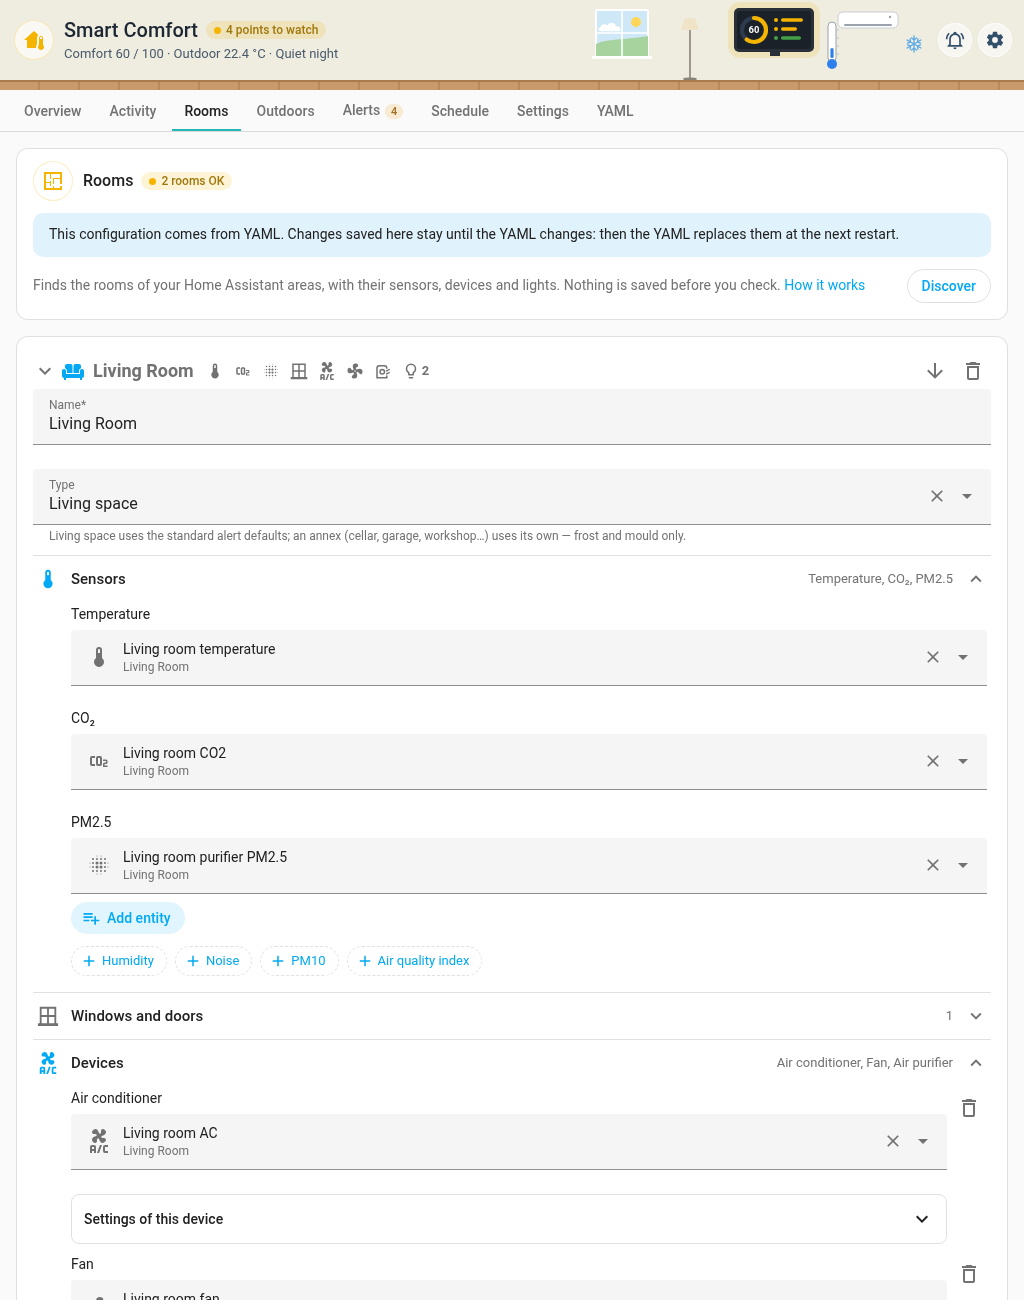 Smart Comfort
4 points to watch
Comfort 60 / 100 · Outdoor 22.4 °C · Quiet night
60
Overview
Activity
Rooms
Outdoors
Alerts 4
Schedule
Settings
YAML
Rooms
2 rooms OK
This configuration comes from YAML. Changes saved here stay until the YAML changes: then the YAML replaces them at the next restart.
Finds the rooms of your Home Assistant areas, with their sensors, devices and lights. Nothing is saved before you check. How it works
Discover
Living Room
CO₂
A/C
2
Name*
Living Room
Type
Living space
Living space uses the standard alert defaults; an annex (cellar, garage, workshop…) uses its own — frost and mould only.
Sensors
Temperature, CO₂, PM2.5
Temperature
Living room temperature
Living Room
CO₂
CO₂
Living room CO2
Living Room
PM2.5
Living room purifier PM2.5
Living Room
Add entity
Humidity
Noise
PM10
Air quality index
Windows and doors
1
A/C
Devices
Air conditioner, Fan, Air purifier
Air conditioner
A/C
Living room AC
Living Room
Settings of this device
Fan
Living room fan